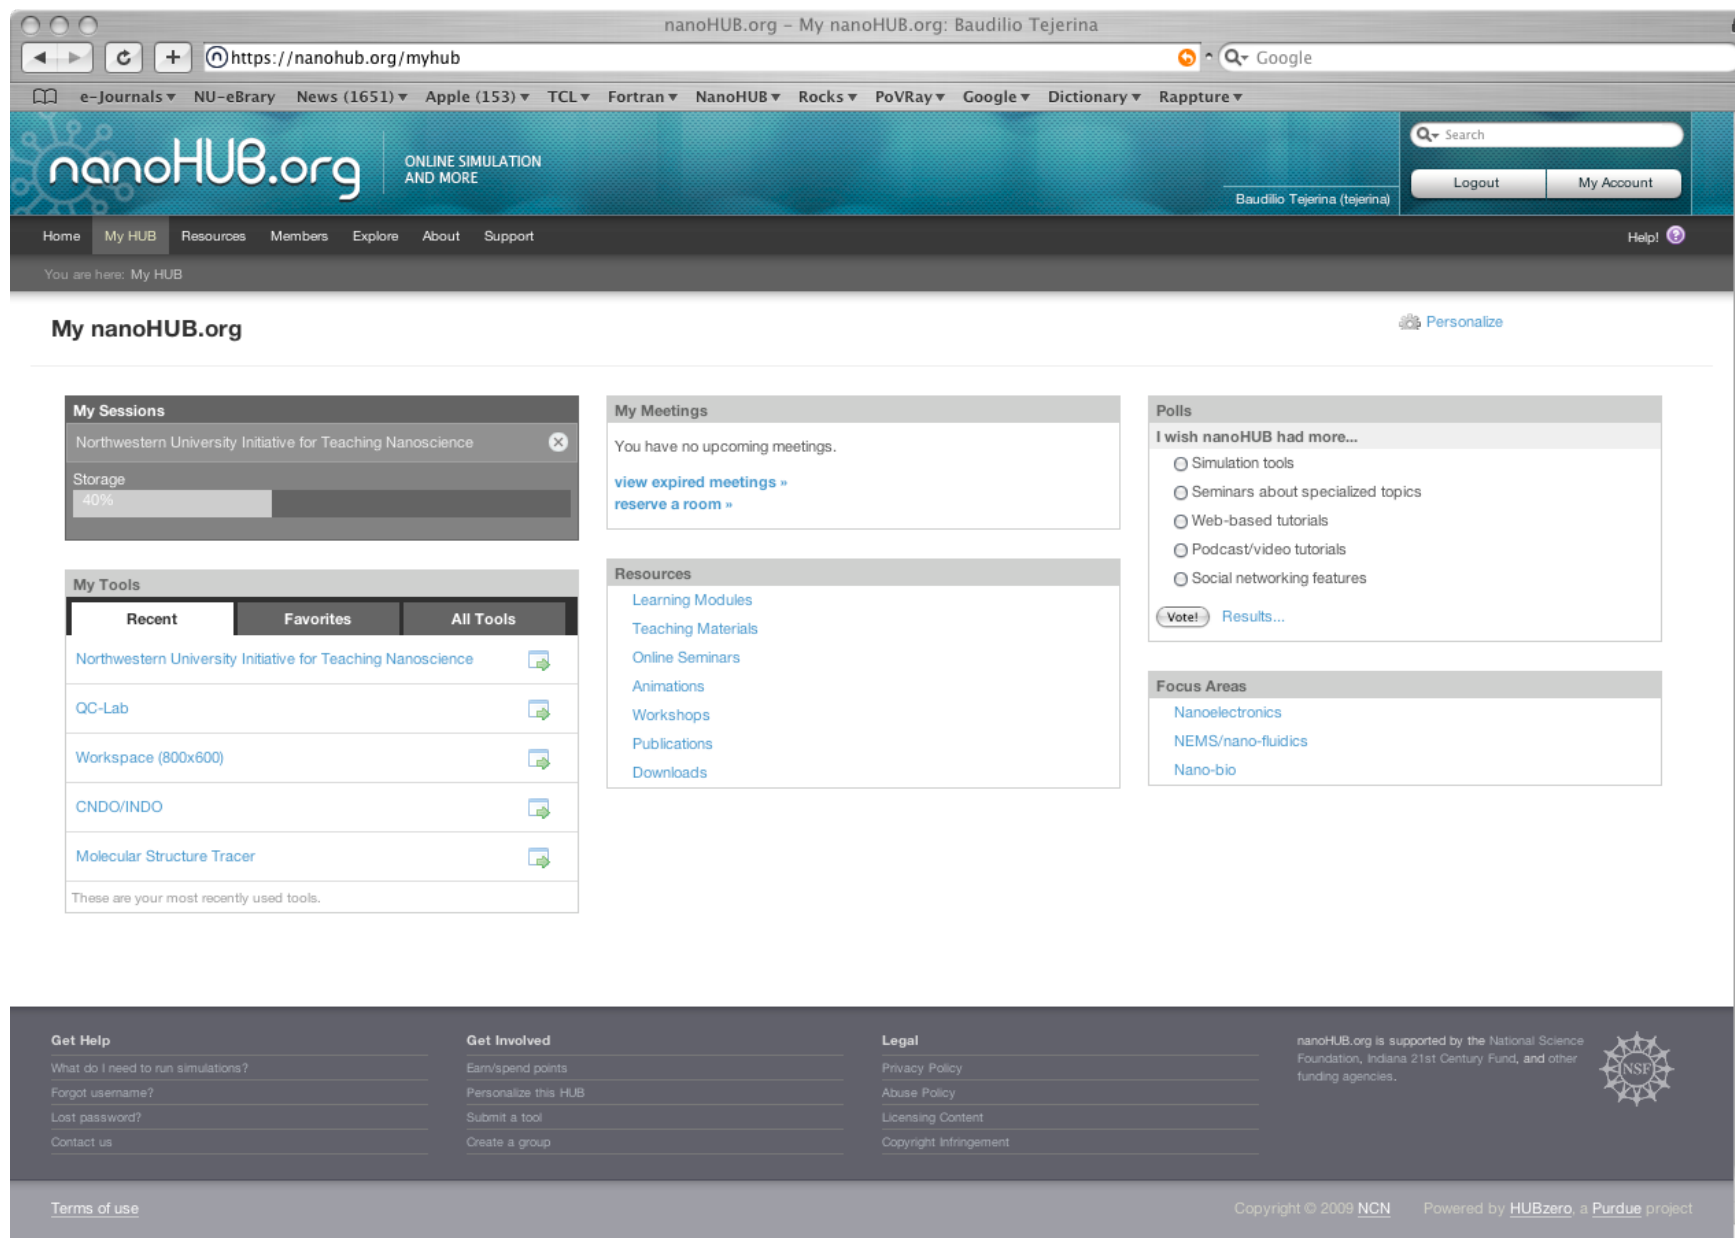 nanoHUB.org – My nanoHUB.org: Baudilio Tejerina
https://nanohub.org/myhub
Google
e-Journals NU-eBrary News (1651) Apple (153) TCL Fortran NanoHUB Rocks PoVRay Google Dictionary Rappture
nanoHUB.org
ONLINE SIMULATION
AND MORE
Search
Logout My Account
Baudilio Tejerina (tejerina)
Home My HUB Resources Members Explore About Support Help! ?
You are here: My HUB
My nanoHUB.org
Personalize
My Sessions
Northwestern University Initiative for Teaching Nanoscience
Storage
40%
My Tools
Recent Favorites All Tools
Northwestern University Initiative for Teaching Nanoscience
QC-Lab
Workspace (800x600)
CNDO/INDO
Molecular Structure Tracer
These are your most recently used tools.
My Meetings
You have no upcoming meetings.
view expired meetings »
reserve a room »
Resources
Learning Modules
Teaching Materials
Online Seminars
Animations
Workshops
Publications
Downloads
Polls
I wish nanoHUB had more...
Simulation tools
Seminars about specialized topics
Web-based tutorials
Podcast/video tutorials
Social networking features
Vote! Results...
Focus Areas
Nanoelectronics
NEMS/nano-fluidics
Nano-bio
Get Help
What do I need to run simulations?
Forgot username?
Lost password?
Contact us
Get Involved
Earn/spend points
Personalize this HUB
Submit a tool
Create a group
Legal
Privacy Policy
Abuse Policy
Licensing Content
Copyright Infringement
nanoHUB.org is supported by the National Science
Foundation, Indiana 21st Century Fund, and other
funding agencies.
NSF
Terms of use
Copyright © 2009 NCN Powered by HUBzero, a Purdue project